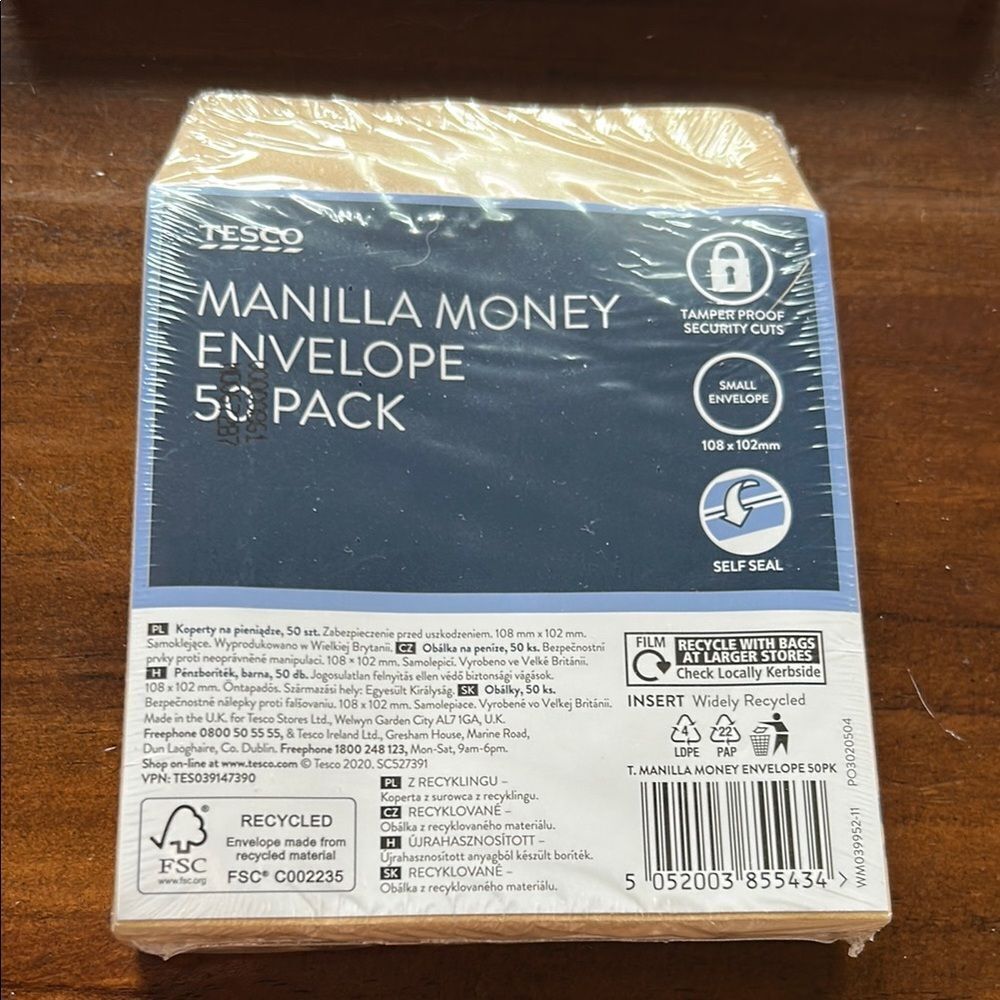 TESCO
MANILLA MONEY
ENVELOPE
50 PACK
TAMPER PROOF
SECURITY CUTS
SMALL
ENVELOPE
108 x 102mm
SELF SEAL
PL Koperty na pieniądze, 50 szt. Zabezpieczenie przed uszkodzeniem. 108 mm x 102 mm.
Samoklejące. Wyprodukowano w Wielkiej Brytanii. CZ Obálka na peníze, 50 ks. Bezpečnostní
prvky proti neoprávněné manipulaci. 108 × 102 mm. Samolepicí. Vyrobeno ve Velké Británii.
H Pénzboríték, barna, 50 db. Jogosulatlan felnyitás ellen védő biztonsági vágások.
108 x 102 mm. Öntapadós. Származási hely: Egyesült Királyság. SK Obálky, 50 ks.
Bezpečnostné nálepky proti falšovaniu. 108 x 102 mm. Samolepiace. Vyrobené vo Veľkej Británii.
Made in the U.K. for Tesco Stores Ltd., Welwyn Garden City AL7 1GA, U.K.
Freephone 0800 50 55 55, & Tesco Ireland Ltd., Gresham House, Marine Road,
Dun Laoghaire, Co. Dublin. Freephone 1800 248 123, Mon-Sat, 9am-6pm.
Shop on-line at www.tesco.com © Tesco 2020. SC527391
VPN: TES039147390
FSC®
www.fsc.org
RECYCLED
Envelope made from
recycled material
FSC® C002235
PL Z RECYKLINGU –
Koperta z surowca z recyklingu.
CZ RECYKLOVANÉ –
Obálka z recyklovaného materiálu.
H ÚJRAHASZNOSÍTOTT –
Újrahasznosított anyagból készült boríték.
SK RECYKLOVANÉ –
Obálka z recyklovaného materiálu.
FILM
RECYCLE WITH BAGS
AT LARGER STORES
Check Locally Kerbside
INSERT Widely Recycled
4
LDPE
22
PAP
T. MANILLA MONEY ENVELOPE 50PK
5 052003 855434 >
WM039952-11 PO3020504